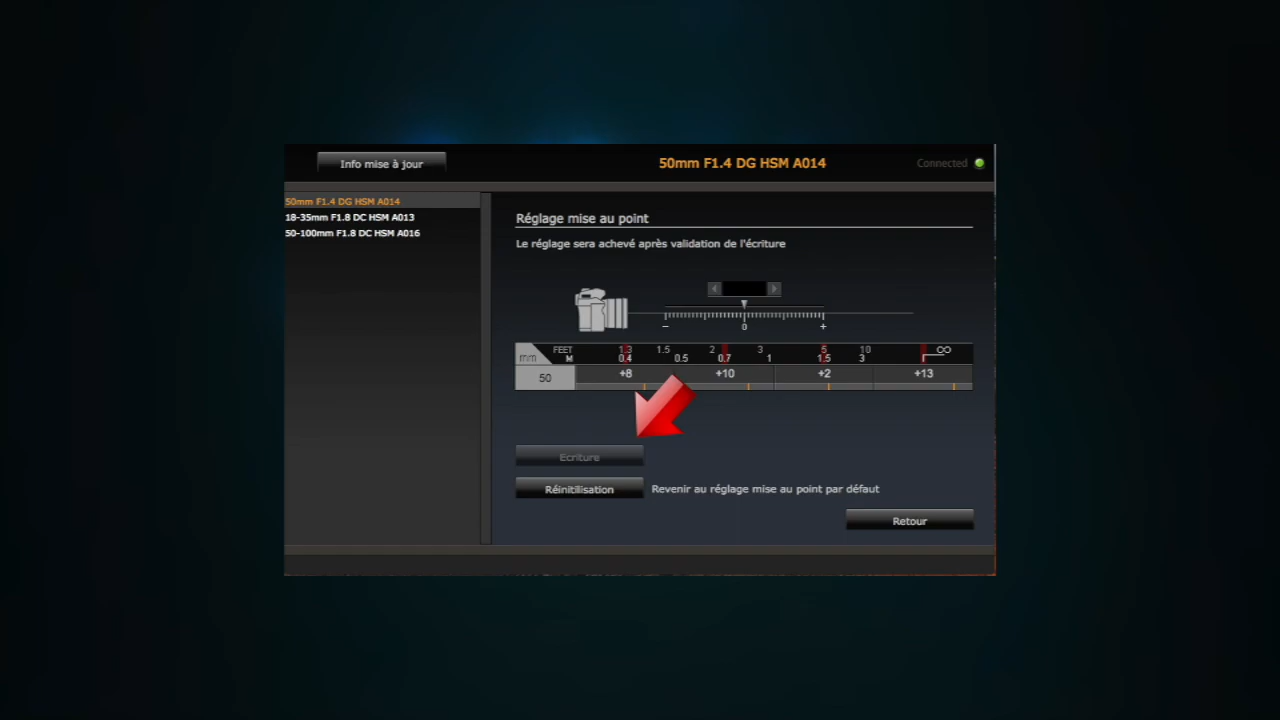 Info mise à jour
50mm F1.4 DG HSM A014
Connected
50mm F1.4 DG HSM A014
18-35mm F1.8 DC HSM A013
50-100mm F1.8 DC HSM A016
Réglage mise au point
Le réglage sera achevé après validation de l'écriture
− 0 +
FEET 1.3 1.5 2 3 5 10 ∞
mm M 0.4 0.5 0.7 1 1.5 3
50 +8 +10 +2 +13
Ecriture
Réinitilisation Revenir au réglage mise au point par défaut
Retour